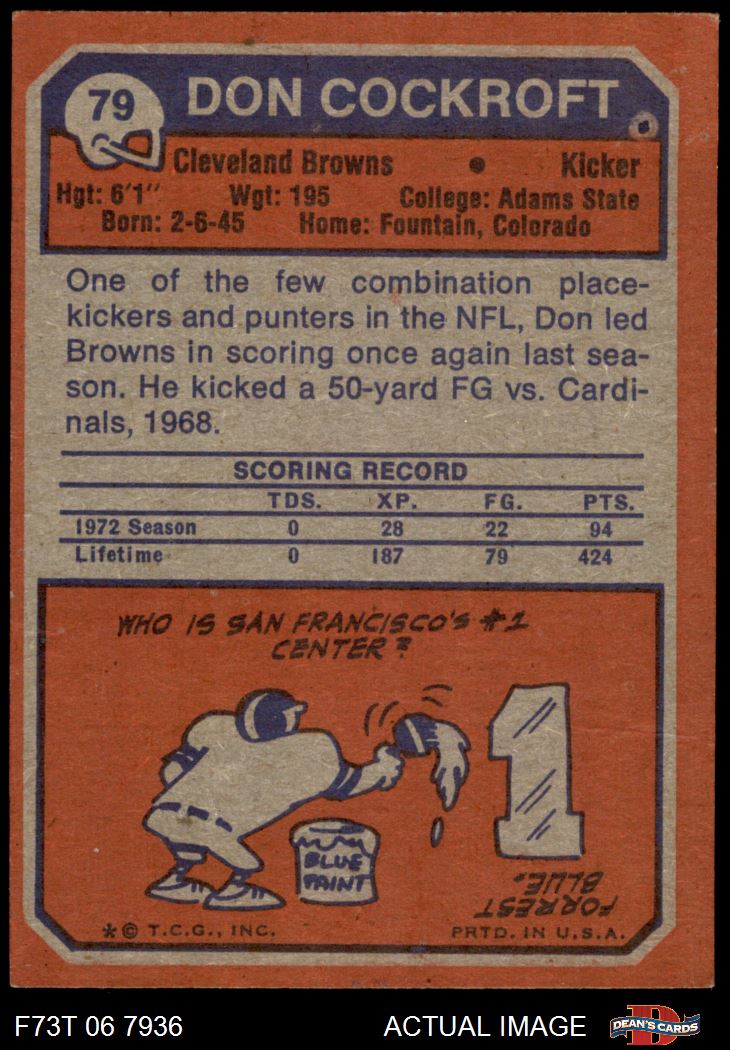 79
DON COCKROFT
Cleveland Browns • Kicker
Hgt: 6'1" Wgt: 195 College: Adams State
Born: 2-6-45 Home: Fountain, Colorado
One of the few combination place-
kickers and punters in the NFL, Don led
Browns in scoring once again last sea-
son. He kicked a 50-yard FG vs. Cardi-
nals, 1968.
SCORING RECORD
TDS. XP. FG. PTS.
1972 Season 0 28 22 94
Lifetime 0 187 79 424
WHO IS SAN FRANCISCO'S #1
CENTER?
1
BLUE
PAINT
FORREST
BLUE.
*© T.C.G., INC. PRTD. IN U.S.A.
F73T 06 7936 ACTUAL IMAGE
D
DEAN'S CARDS